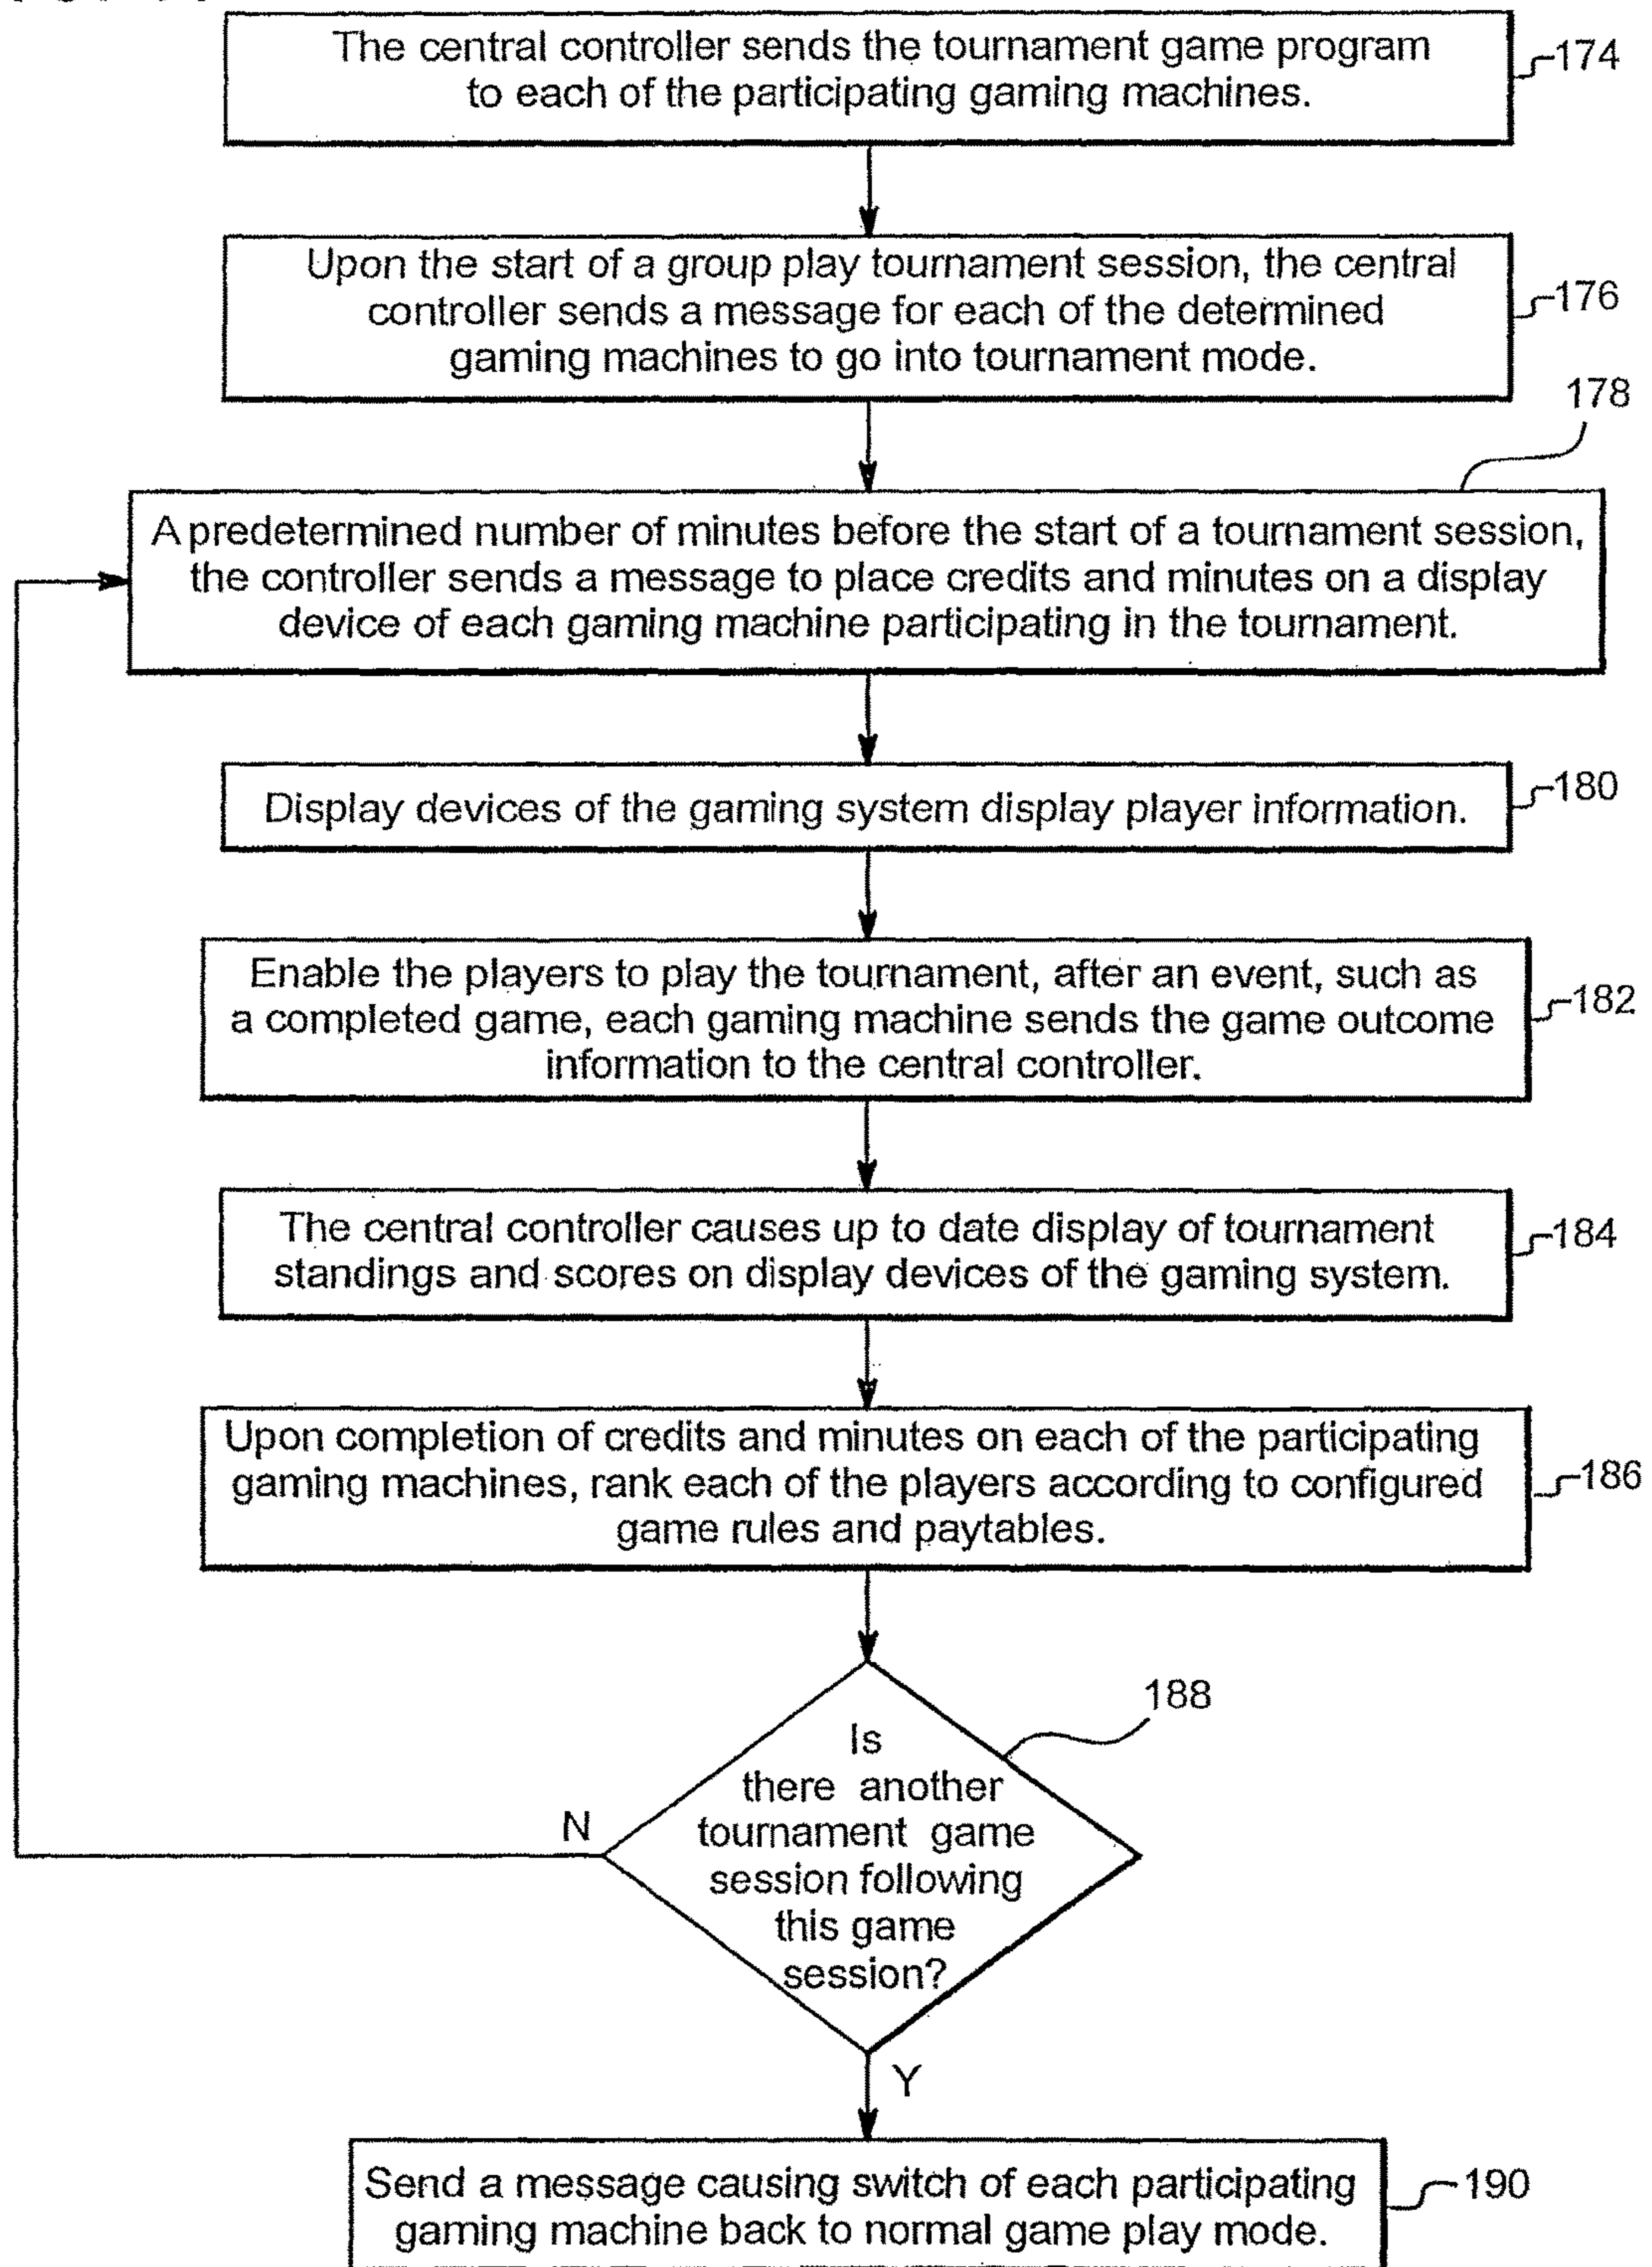 The central controller sends the tournament game program
to each of the participating gaming machines.
174
Upon the start of a group play tournament session, the central
controller sends a message for each of the determined
gaming machines to go into tournament mode.
176
178
A predetermined number of minutes before the start of a tournament session,
the controller sends a message to place credits and minutes on a display
device of each gaming machine participating in the tournament.
Display devices of the gaming system display player information.
180
Enable the players to play the tournament, after an event, such as
a completed game, each gaming machine sends the game outcome
information to the central controller.
182
The central controller causes up to date display of tournament
standings and scores on display devices of the gaming system.
184
Upon completion of credits and minutes on each of the participating
gaming machines, rank each of the players according to configured
game rules and paytables.
186
188
Is
there another
tournament game
session following
this game
session?
N
Y
Send a message causing switch of each participating
gaming machine back to normal game play mode.
190